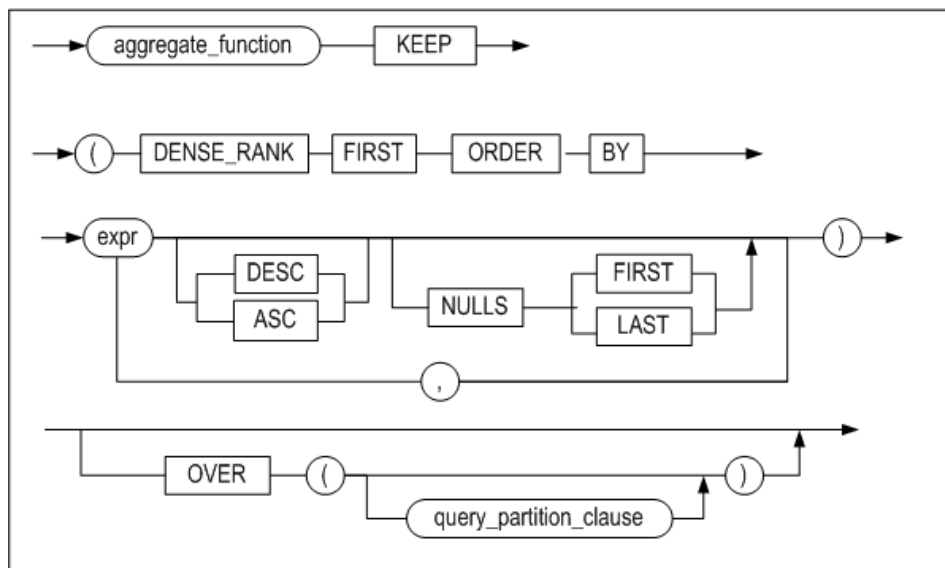 aggregate_function KEEP
( DENSE_RANK FIRST ORDER BY
expr DESC ASC NULLS FIRST LAST )
,
OVER ( query_partition_clause )